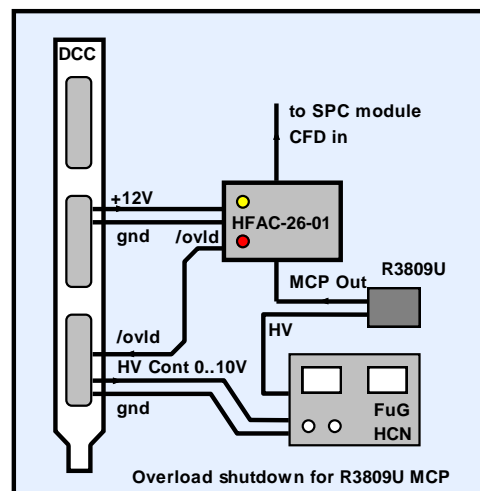 DCC
to SPC module
CFD in
+12V
HFAC-26-01
gnd
/ovld
MCP Out
R3809U
HV
/ovld
HV Cont 0..10V
gnd
FuG
HCN
Overload shutdown for R3809U MCP